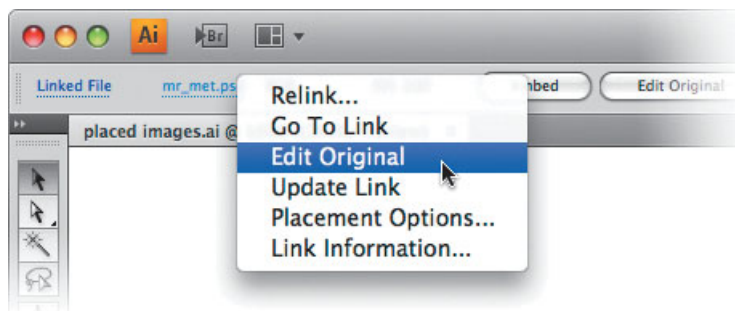 Ai Br
Linked File mr_met.ps Edit Original
Relink...
placed images.ai @ Go To Link
Edit Original
Update Link
Placement Options...
Link Information...